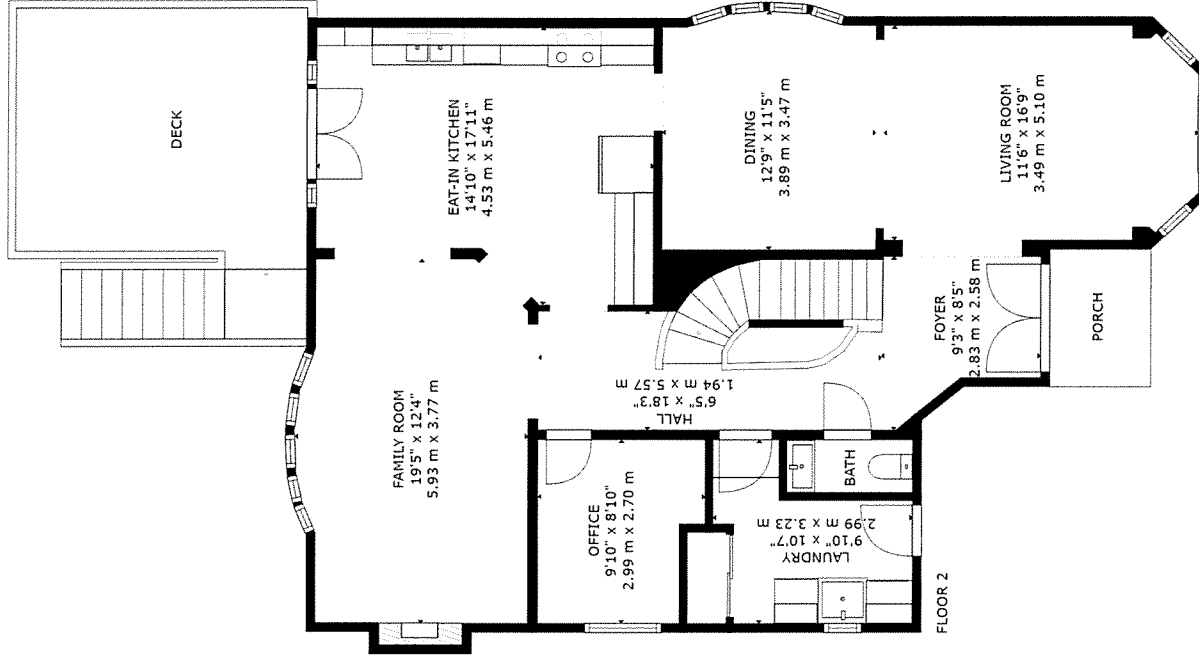 DECK
EAT-IN KITCHEN
14'10" x 17'11"
4.53 m x 5.46 m
DINING
12'9" x 11'5"
3.89 m x 3.47 m
LIVING ROOM
11'6" x 16'9"
3.49 m x 5.10 m
FAMILY ROOM
19'5" x 12'4"
5.93 m x 3.77 m
HALL
6'5" x 18'3"
1.94 m x 5.57 m
FOYER
9'3" x 8'5"
2.83 m x 2.58 m
PORCH
OFFICE
9'10" x 8'10"
2.99 m x 2.70 m
BATH
LAUNDRY
9'10" x 10'7"
2.99 m x 3.23 m
FLOOR 2